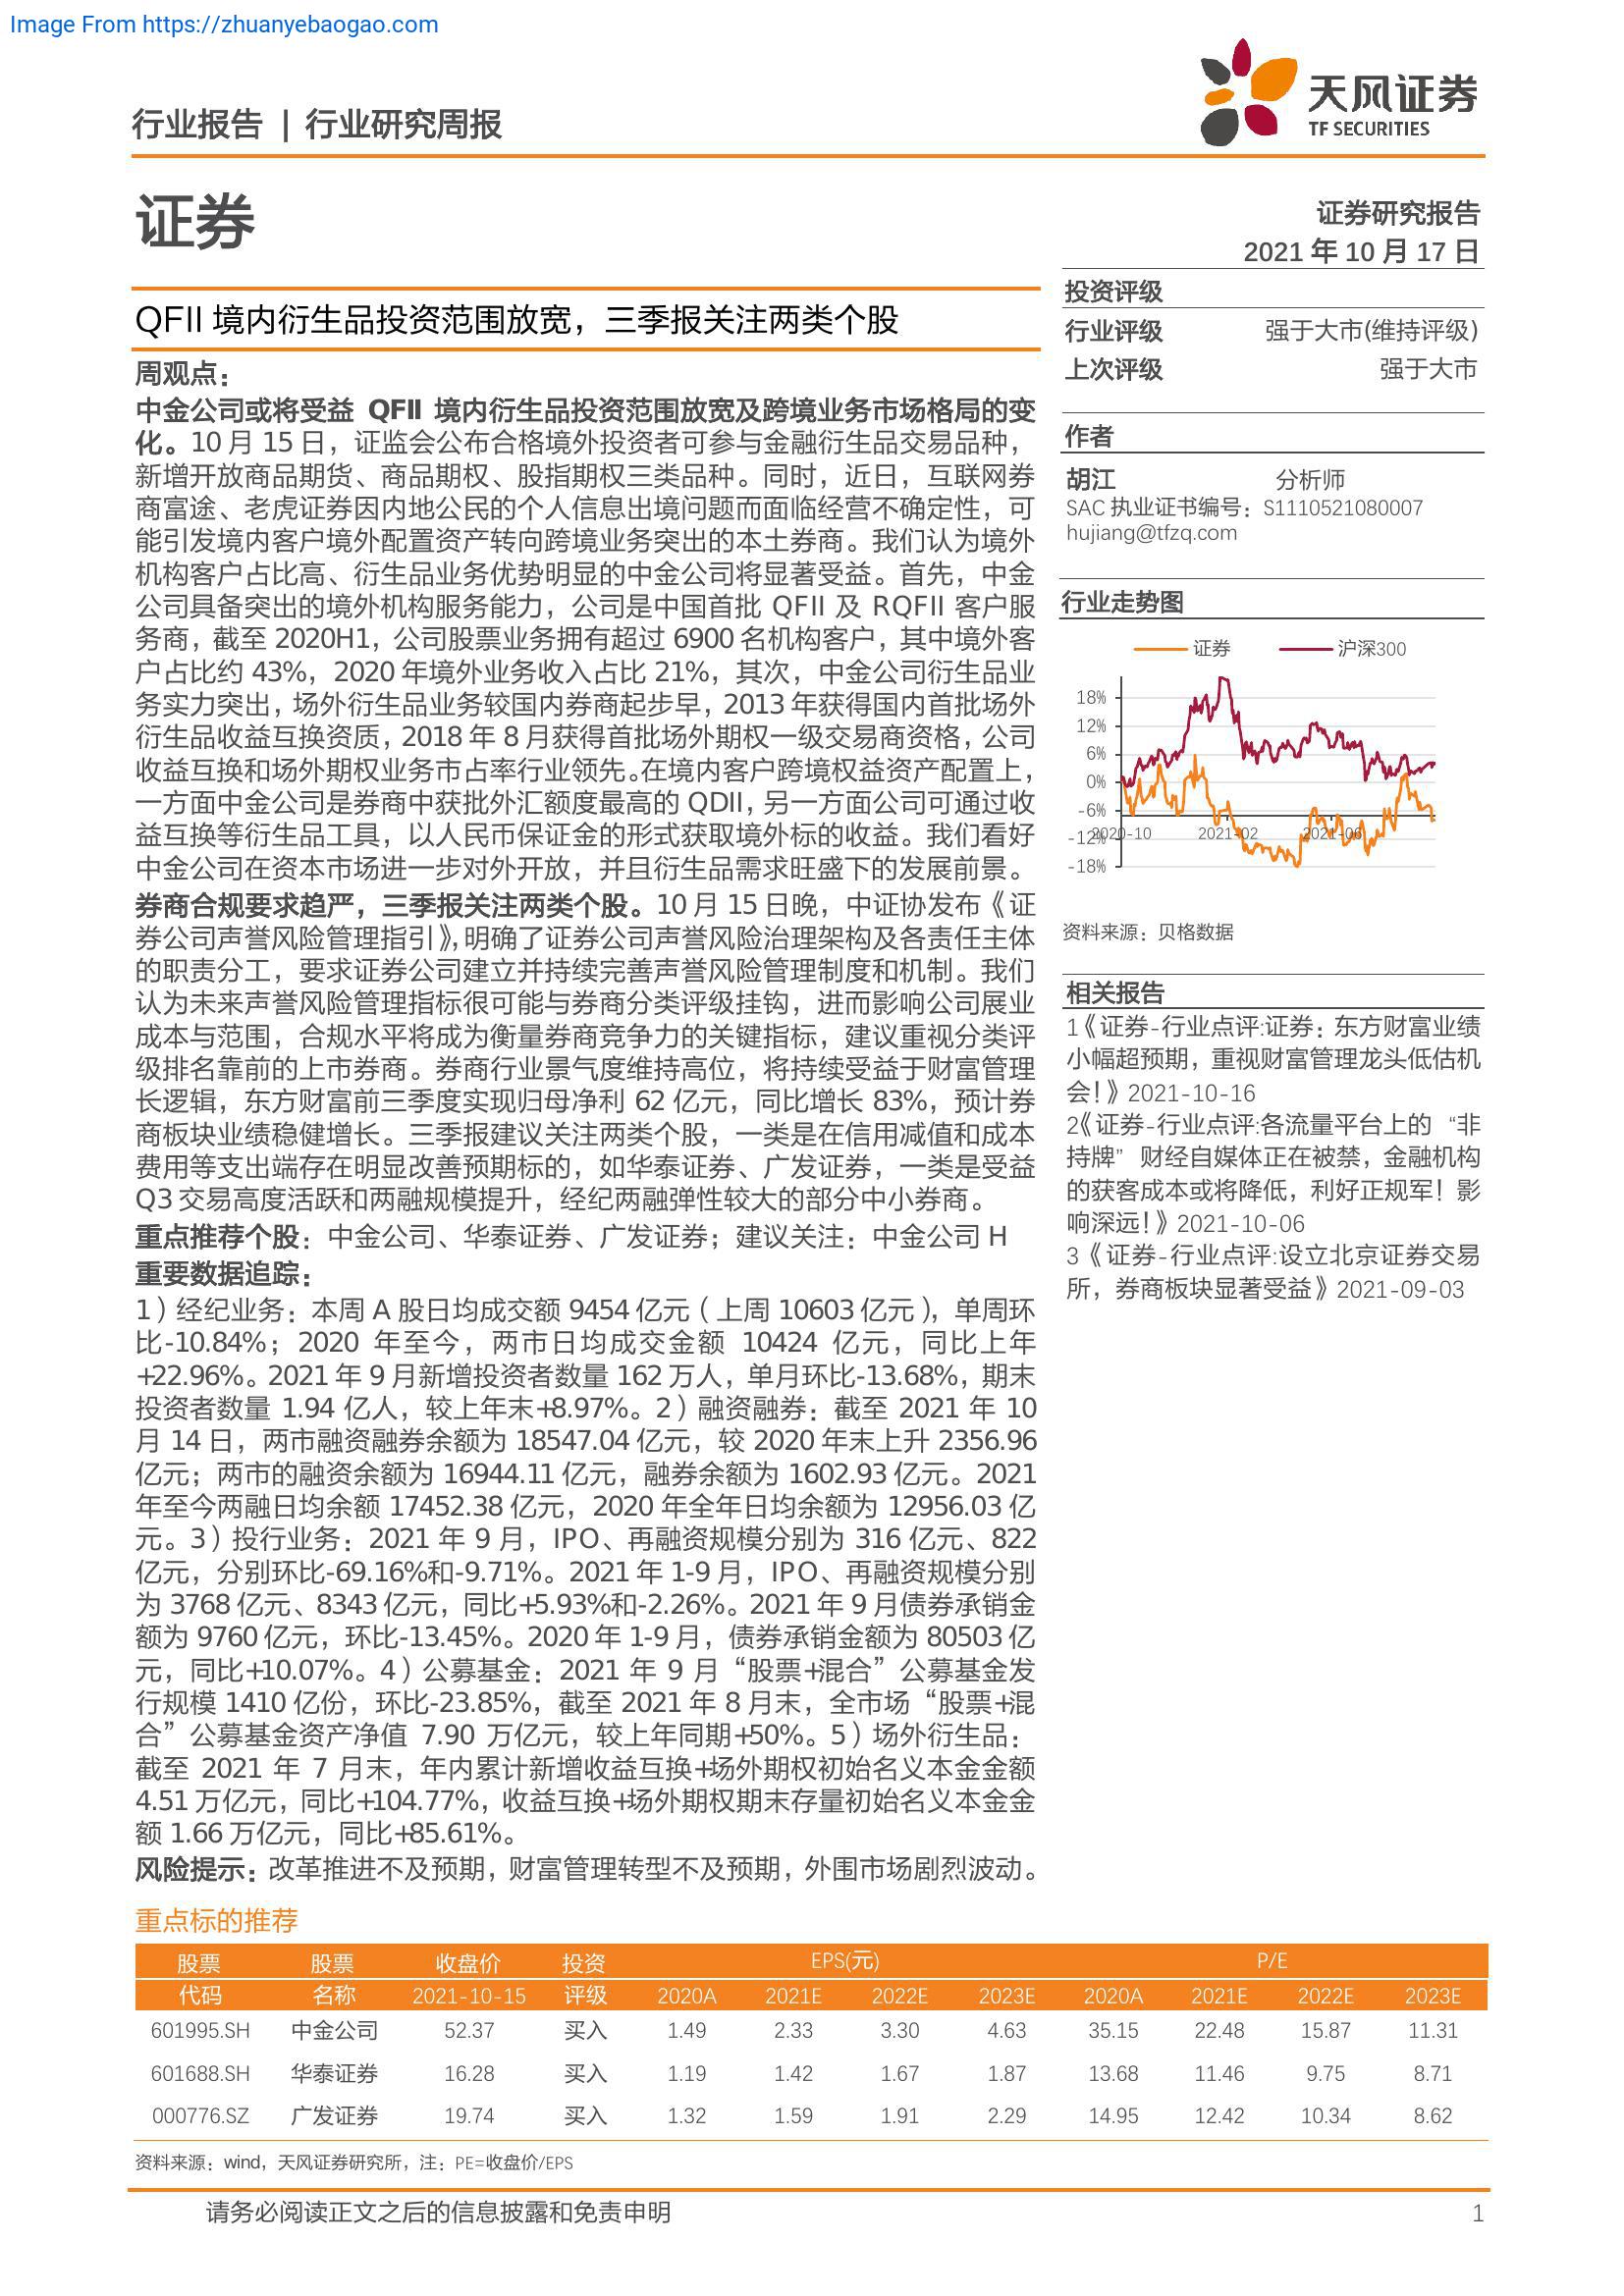 Image From https://zhuanyebaogao.com
行业报告 | 行业研究周报
天风证券
TF SECURITIES
证券
证券研究报告
2021 年 10 月 17 日
QFII 境内衍生品投资范围放宽，三季报关注两类个股
周观点：
中金公司或将受益 QFII 境内衍生品投资范围放宽及跨境业务市场格局的变
化。10 月 15 日，证监会公布合格境外投资者可参与金融衍生品交易品种，
新增开放商品期货、商品期权、股指期权三类品种。同时，近日，互联网券
商富途、老虎证券因内地公民的个人信息出境问题而面临经营不确定性，可
能引发境内客户境外配置资产转向跨境业务突出的本土券商。我们认为境外
机构客户占比高、衍生品业务优势明显的中金公司将显著受益。首先，中金
公司具备突出的境外机构服务能力，公司是中国首批 QFII 及 RQFII 客户服
务商，截至 2020H1，公司股票业务拥有超过 6900 名机构客户，其中境外客
户占比约 43%，2020 年境外业务收入占比 21%，其次，中金公司衍生品业
务实力突出，场外衍生品业务较国内券商起步早，2013 年获得国内首批场外
衍生品收益互换资质，2018 年 8 月获得首批场外期权一级交易商资格，公司
收益互换和场外期权业务市占率行业领先。在境内客户跨境权益资产配置上，
一方面中金公司是券商中获批外汇额度最高的 QDII，另一方面公司可通过收
益互换等衍生品工具，以人民币保证金的形式获取境外标的收益。我们看好
中金公司在资本市场进一步对外开放，并且衍生品需求旺盛下的发展前景。
券商合规要求趋严，三季报关注两类个股。10 月 15 日晚，中证协发布《证
券公司声誉风险管理指引》，明确了证券公司声誉风险治理架构及各责任主体
的职责分工，要求证券公司建立并持续完善声誉风险管理制度和机制。我们
认为未来声誉风险管理指标很可能与券商分类评级挂钩，进而影响公司展业
成本与范围，合规水平将成为衡量券商竞争力的关键指标，建议重视分类评
级排名靠前的上市券商。券商行业景气度维持高位，将持续受益于财富管理
长逻辑，东方财富前三季度实现归母净利 62 亿元，同比增长 83%，预计券
商板块业绩稳健增长。三季报建议关注两类个股，一类是在信用减值和成本
费用等支出端存在明显改善预期标的，如华泰证券、广发证券，一类是受益
Q3 交易高度活跃和两融规模提升，经纪两融弹性较大的部分中小券商。
重点推荐个股：中金公司、华泰证券、广发证券；建议关注：中金公司 H
重要数据追踪：
1）经纪业务：本周 A 股日均成交额 9454 亿元（上周 10603 亿元），单周环
比-10.84%；2020 年至今，两市日均成交金额 10424 亿元，同比上年
+22.96%。2021 年 9 月新增投资者数量 162 万人，单月环比-13.68%，期末
投资者数量 1.94 亿人，较上年末+8.97%。2）融资融券：截至 2021 年 10
月 14 日，两市融资融券余额为 18547.04 亿元，较 2020 年末上升 2356.96
亿元；两市的融资余额为 16944.11 亿元，融券余额为 1602.93 亿元。2021
年至今两融日均余额 17452.38 亿元，2020 年全年日均余额为 12956.03 亿
元。3）投行业务：2021 年 9 月，IPO、再融资规模分别为 316 亿元、822
亿元，分别环比-69.16%和-9.71%。2021 年 1-9 月，IPO、再融资规模分别
为 3768 亿元、8343 亿元，同比+5.93%和-2.26%。2021 年 9 月债券承销金
额为 9760 亿元，环比-13.45%。2020 年 1-9 月，债券承销金额为 80503 亿
元，同比+10.07%。4）公募基金：2021 年 9 月“股票+混合”公募基金发
行规模 1410 亿份，环比-23.85%，截至 2021 年 8 月末，全市场“股票+混
合”公募基金资产净值 7.90 万亿元，较上年同期+50%。5）场外衍生品：
截至 2021 年 7 月末，年内累计新增收益互换+场外期权初始名义本金金额
4.51 万亿元，同比+104.77%，收益互换+场外期权期末存量初始名义本金金
额 1.66 万亿元，同比+85.61%。
风险提示：改革推进不及预期，财富管理转型不及预期，外围市场剧烈波动。
投资评级
行业评级 强于大市(维持评级)
上次评级 强于大市
作者
胡江 分析师
SAC 执业证书编号：S1110521080007
hujiang@tfzq.com
行业走势图
证券 沪深300
18%
12%
6%
0%
-6%
-12%
-18%
2020-10 2021-02 2021-06
资料来源：贝格数据
相关报告
1《证券-行业点评:证券：东方财富业绩
小幅超预期，重视财富管理龙头低估机
会！》2021-10-16
2《证券-行业点评:各流量平台上的 “非
持牌” 财经自媒体正在被禁，金融机构
的获客成本或将降低，利好正规军！影
响深远！》2021-10-06
3《证券-行业点评:设立北京证券交易
所，券商板块显著受益》2021-09-03
重点标的推荐
股票 股票 收盘价 投资 EPS(元) P/E
代码 名称 2021-10-15 评级 2020A 2021E 2022E 2023E 2020A 2021E 2022E 2023E
601995.SH 中金公司 52.37 买入 1.49 2.33 3.30 4.63 35.15 22.48 15.87 11.31
601688.SH 华泰证券 16.28 买入 1.19 1.42 1.67 1.87 13.68 11.46 9.75 8.71
000776.SZ 广发证券 19.74 买入 1.32 1.59 1.91 2.29 14.95 12.42 10.34 8.62
资料来源：wind，天风证券研究所，注：PE=收盘价/EPS
请务必阅读正文之后的信息披露和免责申明 1